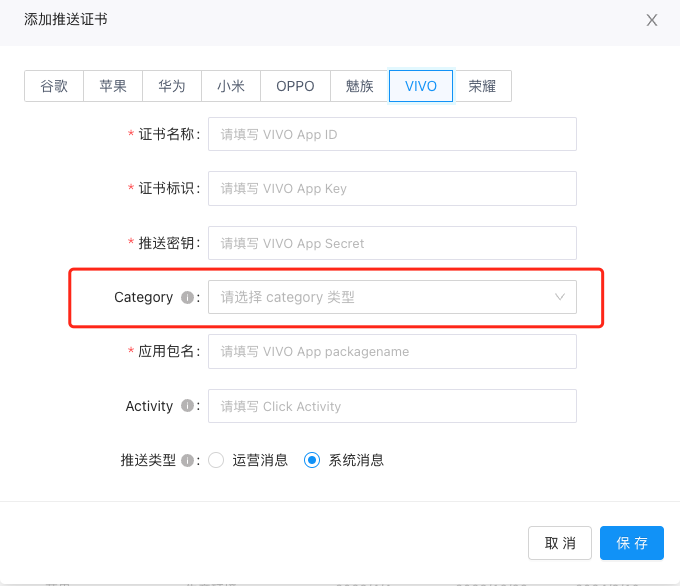 添加推送证书 X
谷歌 苹果 华为 小米 OPPO 魅族 VIVO 荣耀
* 证书名称: 请填写 VIVO App ID
* 证书标识: 请填写 VIVO App Key
* 推送密钥: 请填写 VIVO App Secret
Category i : 请选择 category 类型
* 应用包名: 请填写 VIVO App packagename
Activity i : 请填写 Click Activity
推送类型 i : 运营消息 系统消息
取 消 保 存